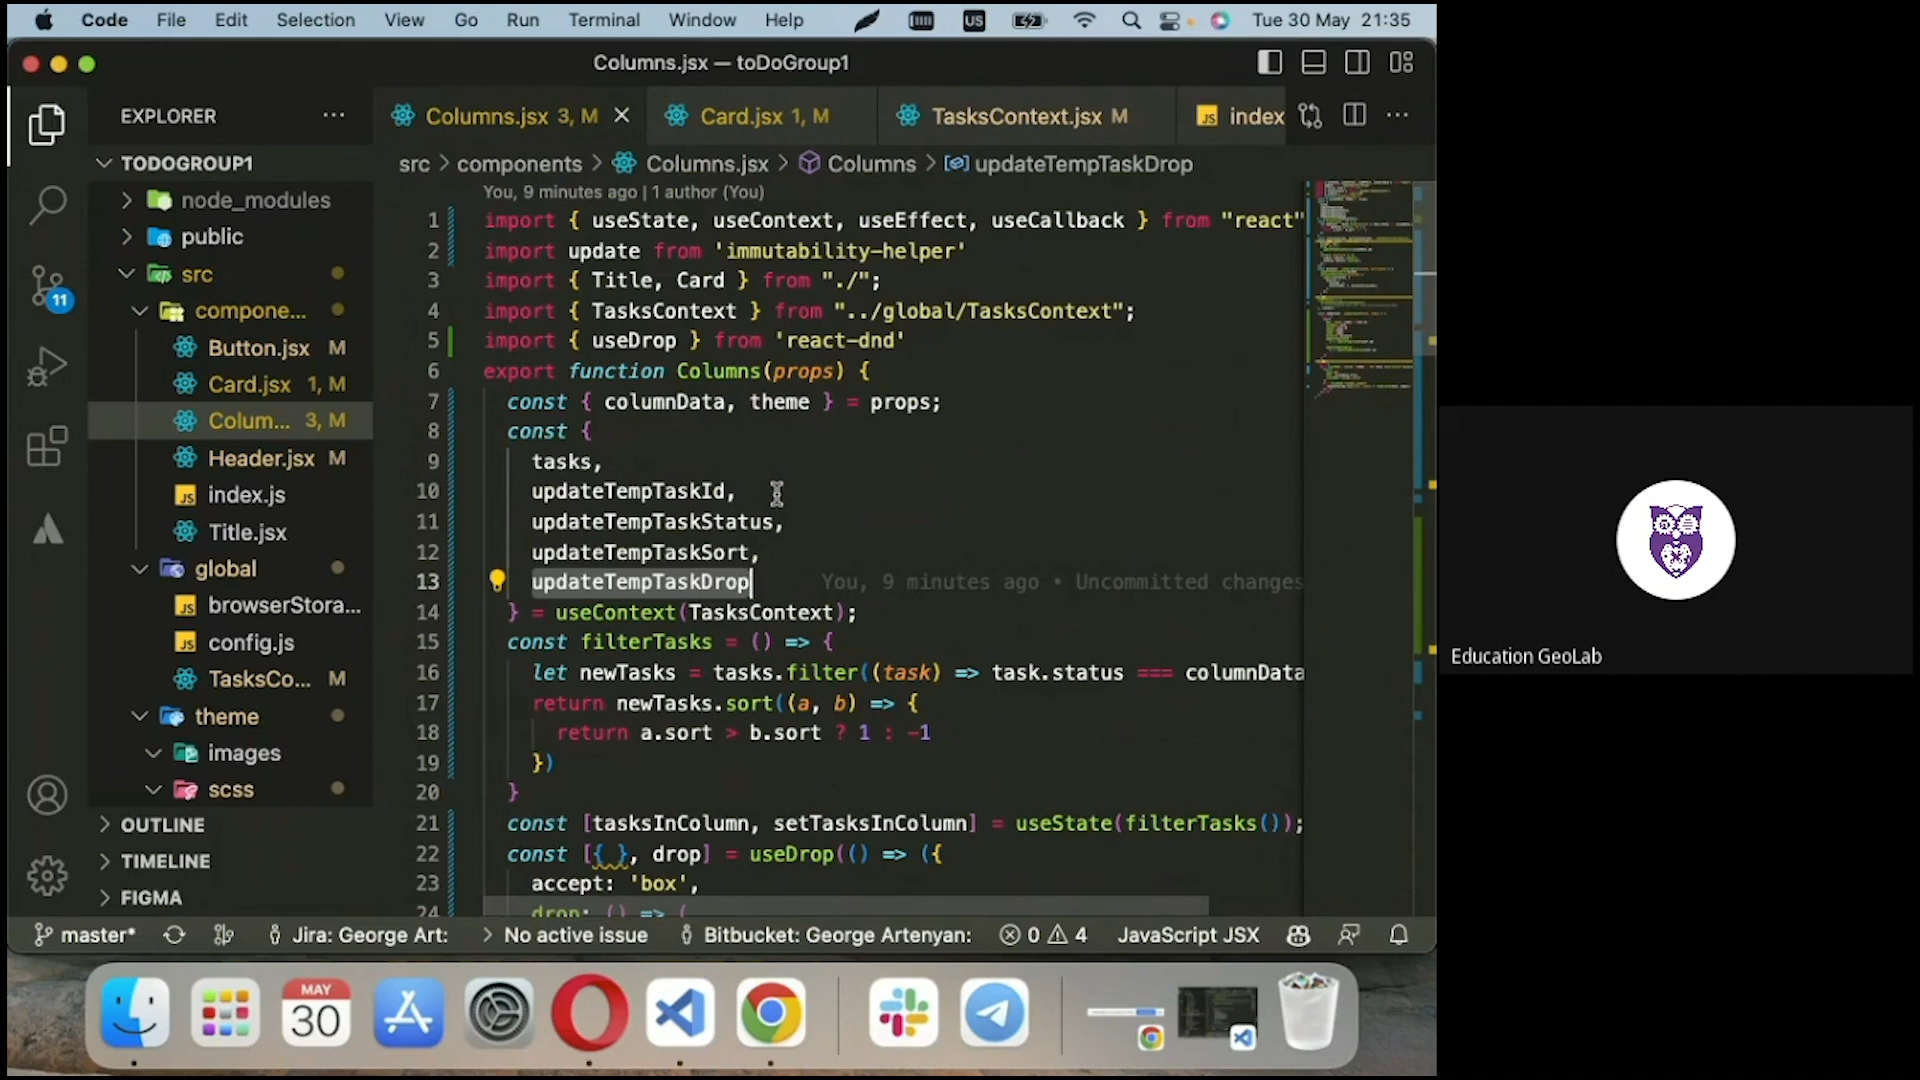 Code File Edit Selection View Go Run Terminal Window Help US Tue 30 May 21:35
Columns.jsx — toDoGroup1
EXPLORER
Columns.jsx 3, M
Card.jsx 1, M
TasksContext.jsx M
JS index
TODOGROUP1
src > components > Columns.jsx > Columns > updateTempTaskDrop
node_modules
public
src
compone...
Button.jsx M
Card.jsx 1, M
Colum... 3, M
Header.jsx M
JS index.js
Title.jsx
global
JS browserStora...
JS config.js
TasksCo... M
theme
images
scss
OUTLINE
TIMELINE
FIGMA
11
You, 9 minutes ago | 1 author (You)
1 import { useState, useContext, useEffect, useCallback } from "react"
2 import update from 'immutability-helper'
3 import { Title, Card } from "./";
4 import { TasksContext } from "../global/TasksContext";
5 import { useDrop } from 'react-dnd'
6 export function Columns(props) {
7 const { columnData, theme } = props;
8 const {
9 tasks,
10 updateTempTaskId,
11 updateTempTaskStatus,
12 updateTempTaskSort,
13 updateTempTaskDrop You, 9 minutes ago • Uncommitted changes
14 } = useContext(TasksContext);
15 const filterTasks = () => {
16 let newTasks = tasks.filter((task) => task.status === columnData
17 return newTasks.sort((a, b) => {
18 return a.sort > b.sort ? 1 : -1
19 })
20 }
21 const [tasksInColumn, setTasksInColumn] = useState(filterTasks());
22 const [{ }, drop] = useDrop(() => ({
23 accept: 'box',
24 drop: () => (
master* Jira: George Art: > No active issue Bitbucket: George Artenyan: 0 4 JavaScript JSX
MAY
30
Education GeoLab